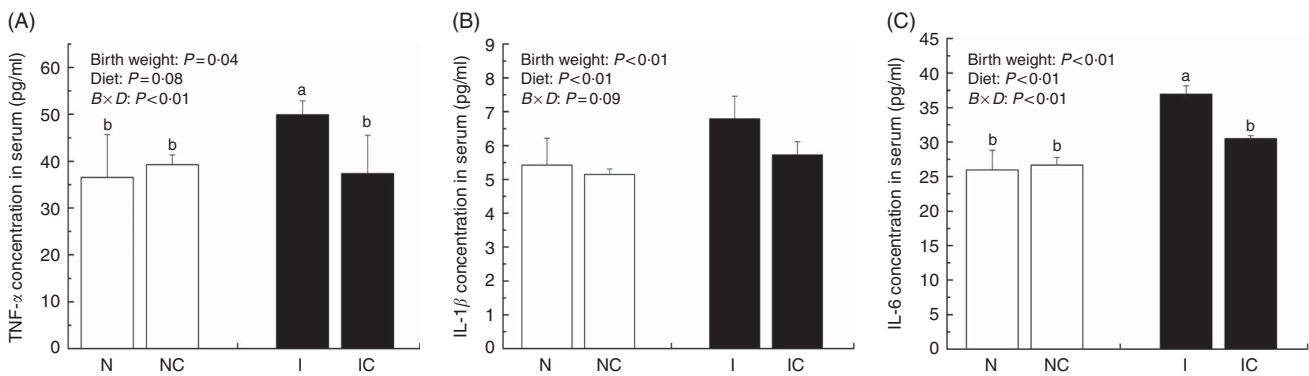 (A)
TNF-α concentration in serum (pg/ml)
60
50
40
30
20
10
0
Birth weight: P=0·04
Diet: P=0·08
B×D: P<0·01
b
b
a
b
N
NC
I
IC
(B)
IL-1β concentration in serum (pg/ml)
9
8
7
6
5
4
3
2
1
0
Birth weight: P<0·01
Diet: P<0·01
B×D: P=0·09
N
NC
I
IC
(C)
IL-6 concentration in serum (pg/ml)
45
40
35
30
25
20
15
10
5
0
Birth weight: P<0·01
Diet: P<0·01
B×D: P<0·01
b
b
a
b
N
NC
I
IC